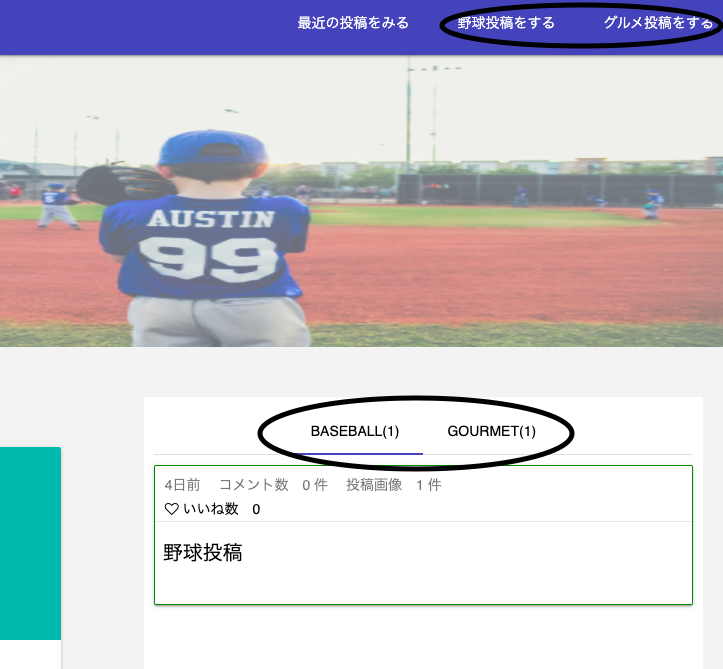 最近の投稿をみる 野球投稿をする グルメ投稿をする
AUSTIN
99
BASEBALL(1) GOURMET(1)
4日前 コメント数 0 件 投稿画像 1 件
いいね数 0
野球投稿